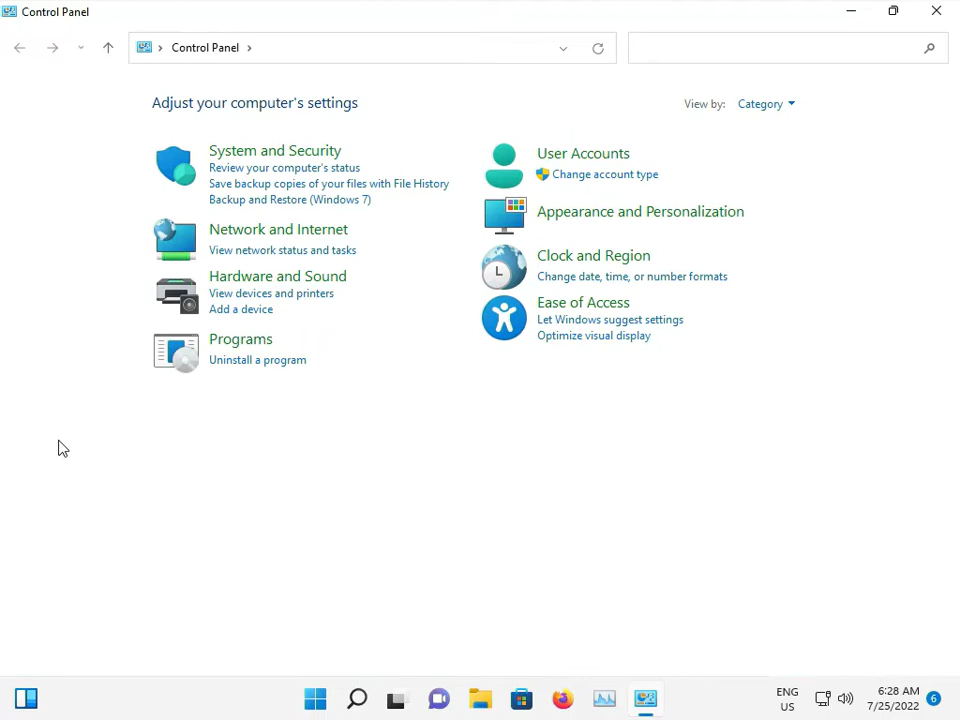 Control Panel
Control Panel
Adjust your computer's settings
View by: Category
System and Security
Review your computer's status
Save backup copies of your files with File History
Backup and Restore (Windows 7)
Network and Internet
View network status and tasks
Hardware and Sound
View devices and printers
Add a device
Programs
Uninstall a program
User Accounts
Change account type
Appearance and Personalization
Clock and Region
Change date, time, or number formats
Ease of Access
Let Windows suggest settings
Optimize visual display
ENG
US
6:28 AM
7/25/2022
6